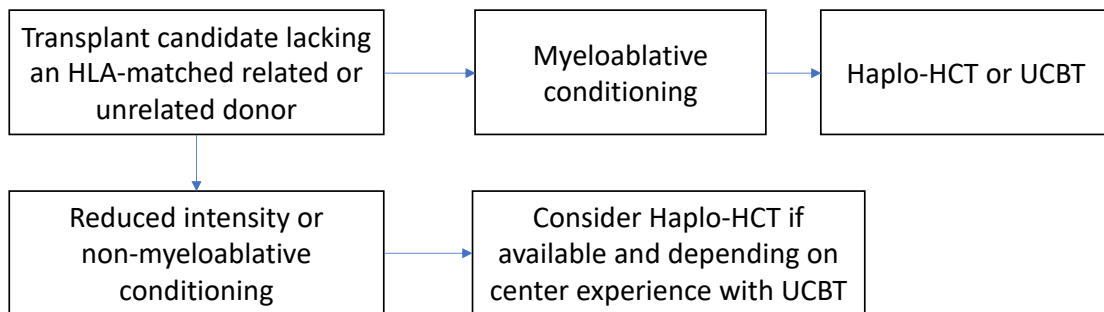 Transplant candidate lacking
an HLA-matched related or
unrelated donor
Myeloablative
conditioning
Haplo-HCT or UCBT
Reduced intensity or
non-myeloablative
conditioning
Consider Haplo-HCT if
available and depending on
center experience with UCBT